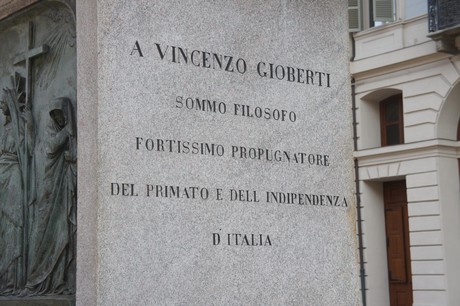 A VINCENZO GIOBERTI
SOMMO FILOSOFO
FORTISSIMO PROPUGNATORE
DEL PRIMATO E DELL INDIPENDENZA
D'ITALIA